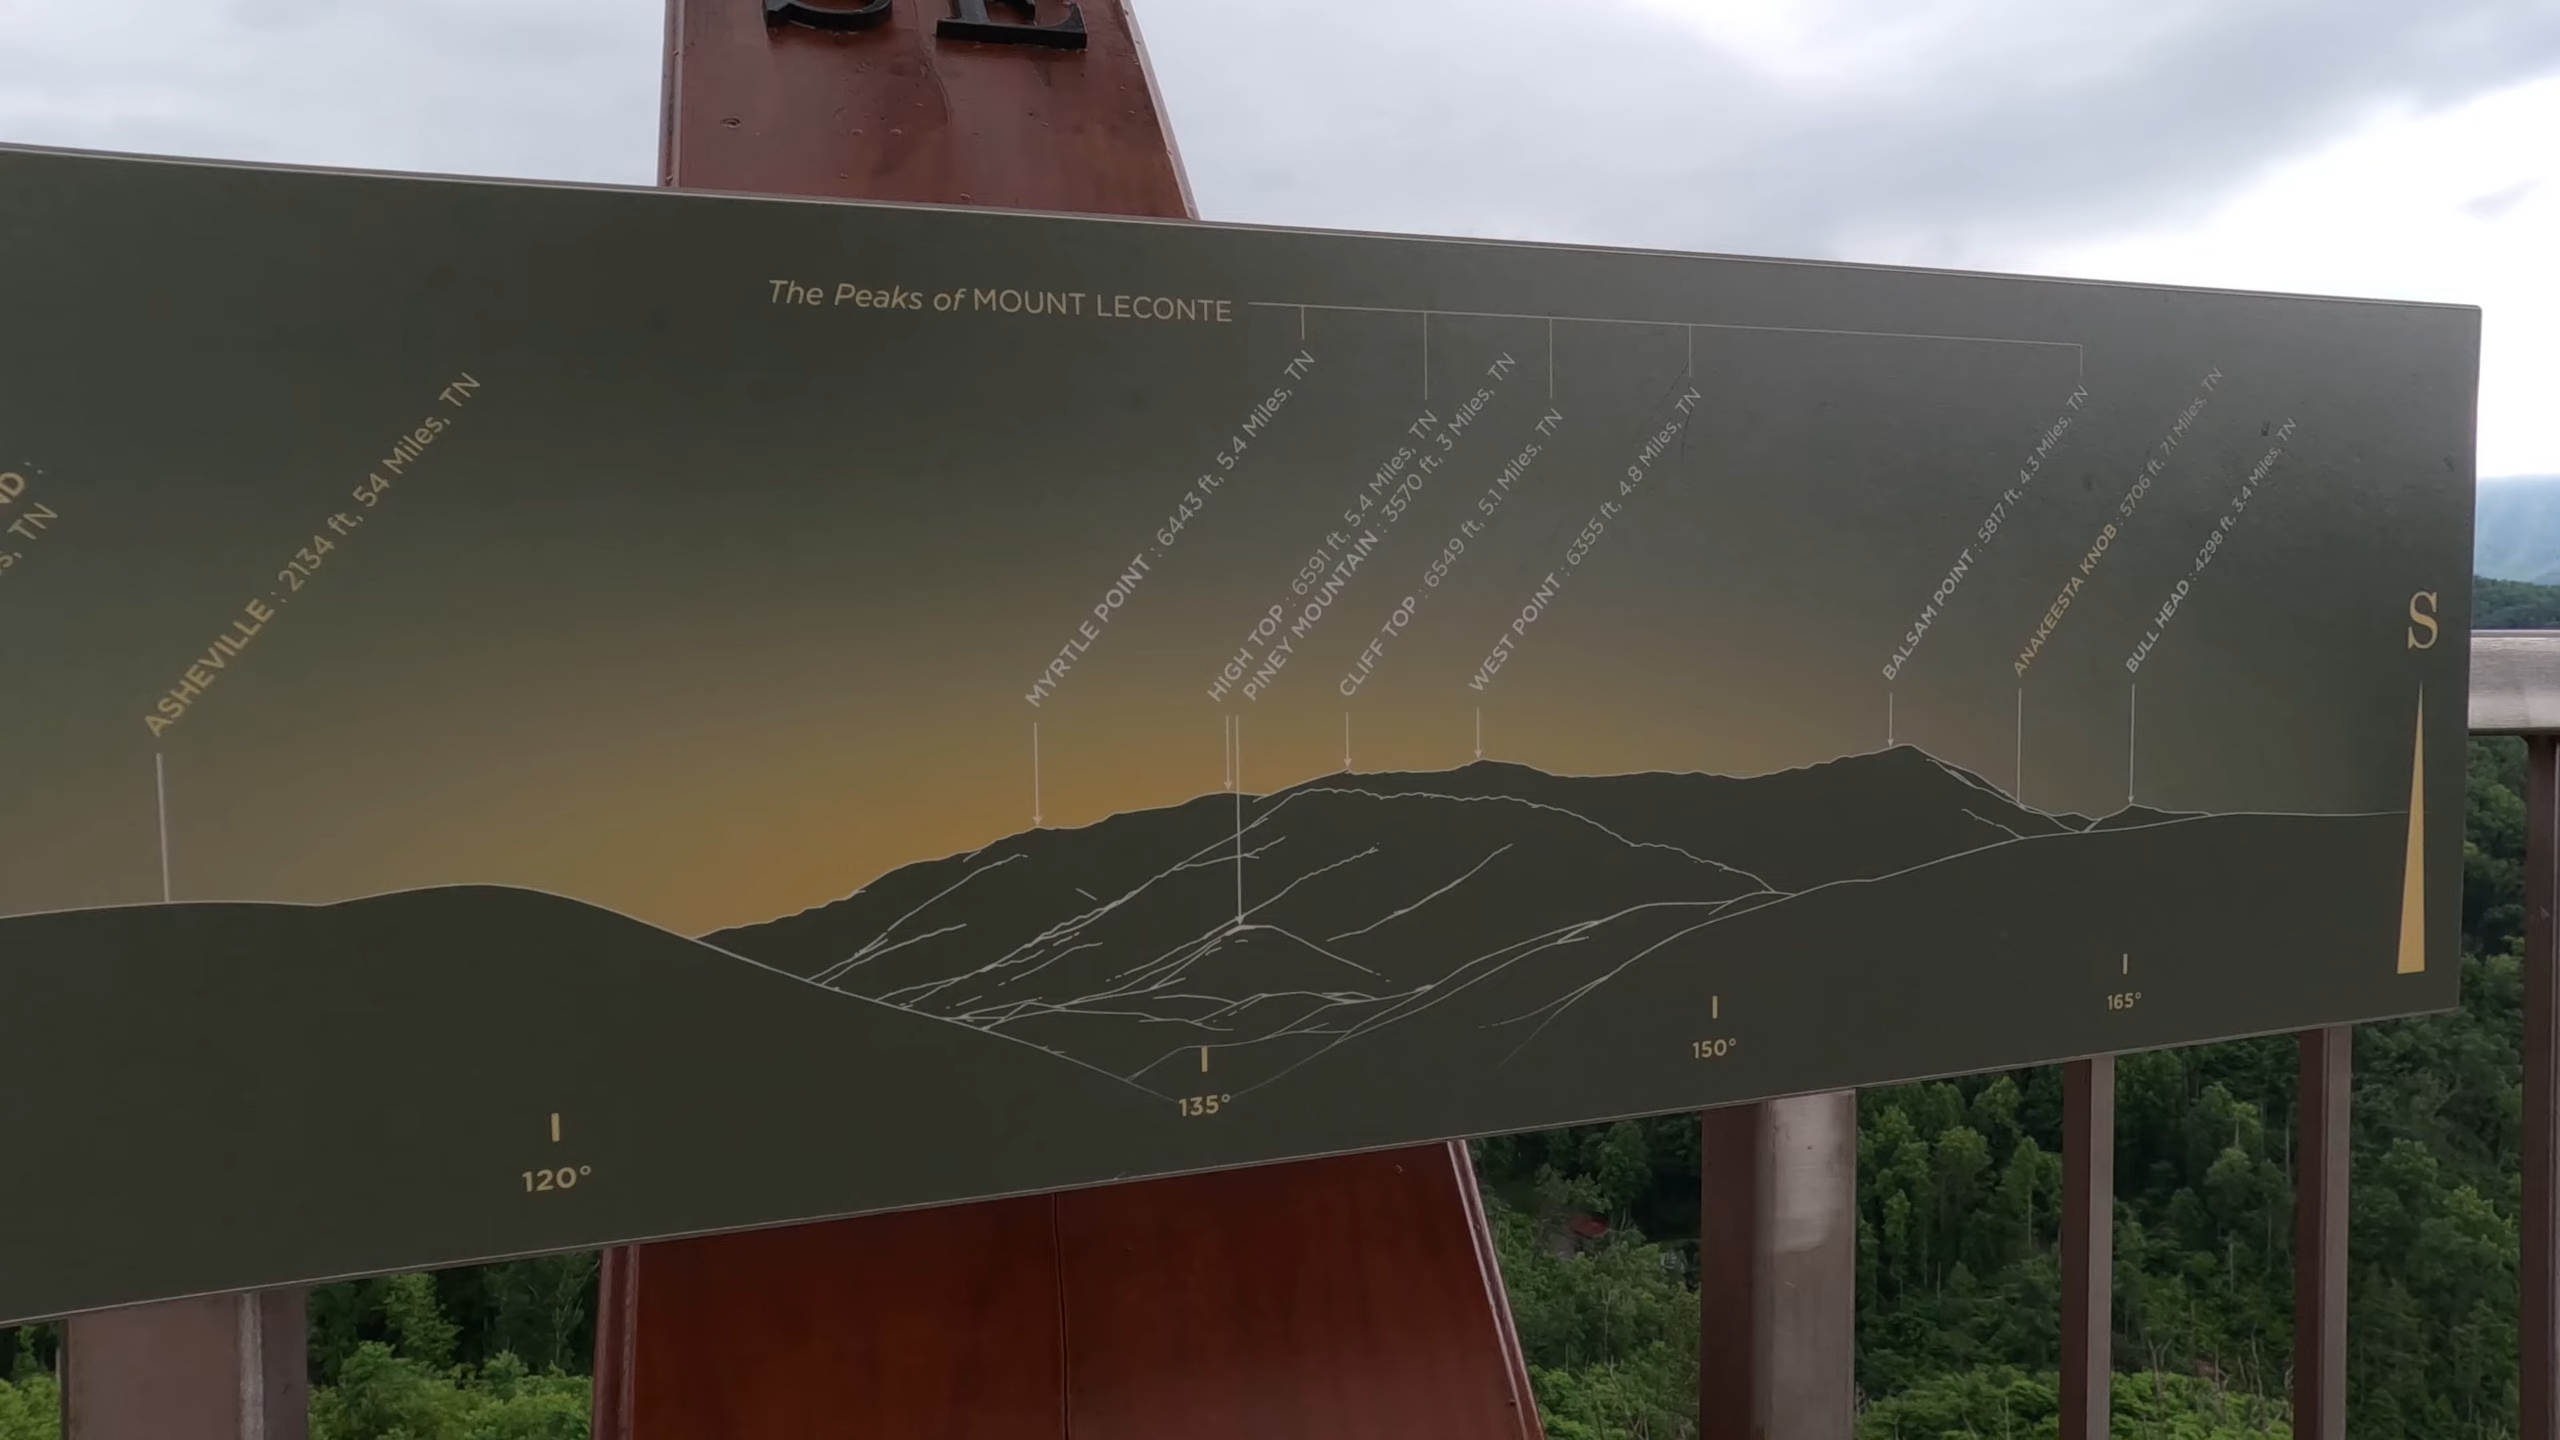 SE
The Peaks of MOUNT LECONTE
ND :
s, TN
ASHEVILLE : 2134 ft, 54 Miles, TN
MYRTLE POINT : 6443 ft, 5.4 Miles, TN
HIGH TOP : 6591 ft, 5.4 Miles, TN
PINEY MOUNTAIN : 3570 ft, 3 Miles, TN
CLIFF TOP : 6549 ft, 5.1 Miles, TN
WEST POINT : 6355 ft, 4.8 Miles, TN
BALSAM POINT : 5817 ft, 4.3 Miles, TN
ANAKEESTA KNOB : 5706 ft, 7.1 Miles, TN
BULL HEAD : 4298 ft, 3.4 Miles, TN
S
120°
135°
150°
165°